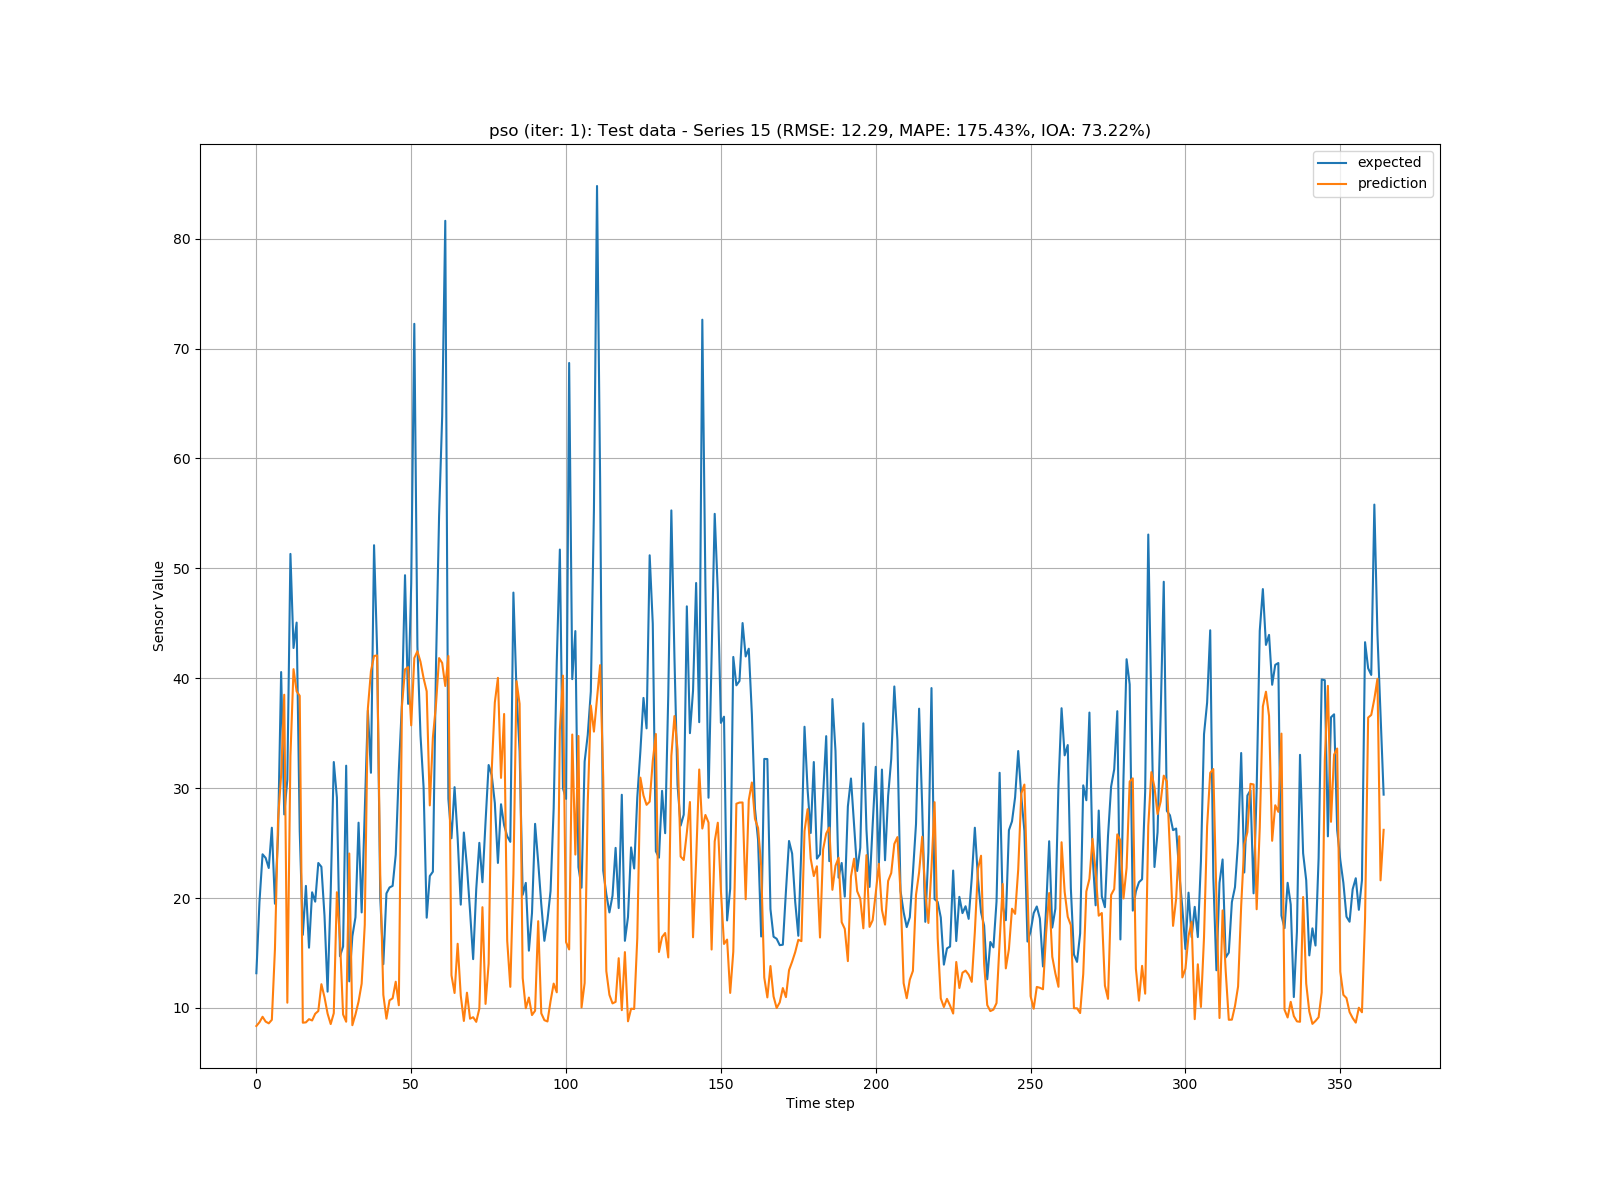 pso (iter: 1): Test data - Series 15 (RMSE: 12.29, MAPE: 175.43%, IOA: 73.22%)
expected
prediction
Sensor Value
80
70
60
50
40
30
20
10
0 50 100 150 200 250 300 350
Time step